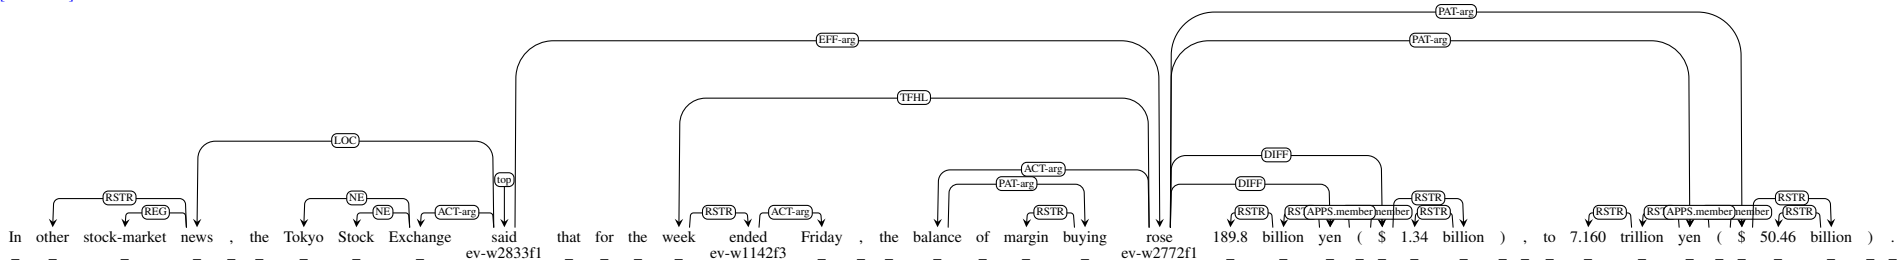 PAT-arg
EFF-arg PAT-arg
TFHL
LOC
DIFF
ACT-arg
top PAT-arg DIFF
RSTR NE RSTR RSTR
REG NE ACT-arg RSTR ACT-arg RSTR RSTR APPS.member member RSTR RSTR APPS.member member RSTR
In other stock-market news , the Tokyo Stock Exchange said that for the week ended Friday , the balance of margin buying rose 189.8 billion yen ( $ 1.34 billion ) , to 7.160 trillion yen ( $ 50.46 billion ) .
_ _ _ _ _ _ _ _ _ ev-w2833f1 _ _ _ _ ev-w1142f3 _ _ _ _ _ _ _ ev-w2772f1 _ _ _ _ _ _ _ _ _ _ _ _ _ _ _ _ _ _ _